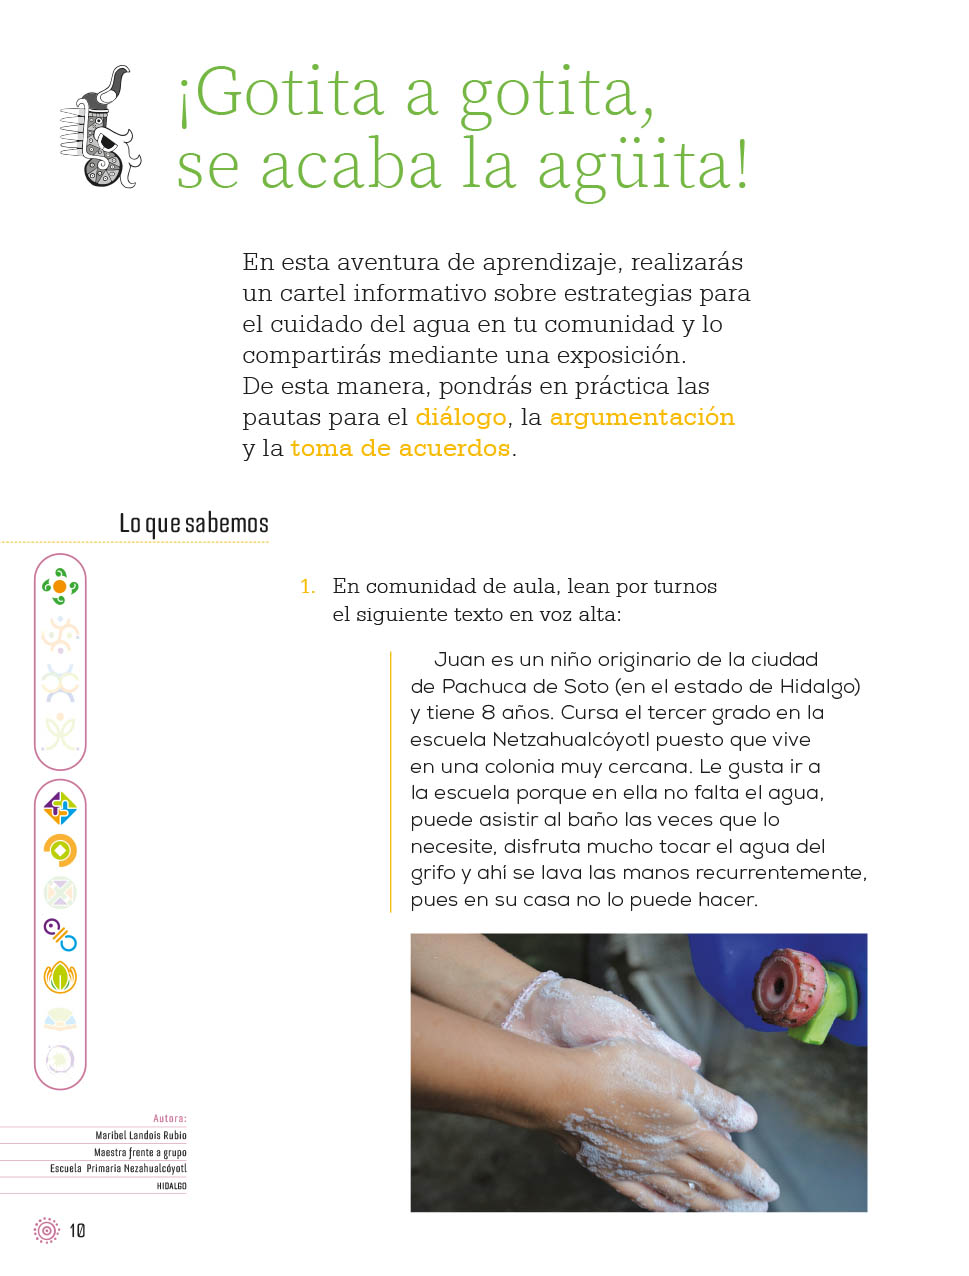 ¡Gotita a gotita,
se acaba la agüita!
En esta aventura de aprendizaje, realizarás
un cartel informativo sobre estrategias para
el cuidado del agua en tu comunidad y lo
compartirás mediante una exposición.
De esta manera, pondrás en práctica las
pautas para el diálogo, la argumentación
y la toma de acuerdos.
Lo que sabemos
1. En comunidad de aula, lean por turnos
el siguiente texto en voz alta:
Juan es un niño originario de la ciudad
de Pachuca de Soto (en el estado de Hidalgo)
y tiene 8 años. Cursa el tercer grado en la
escuela Netzahualcóyotl puesto que vive
en una colonia muy cercana. Le gusta ir a
la escuela porque en ella no falta el agua,
puede asistir al baño las veces que lo
necesite, disfruta mucho tocar el agua del
grifo y ahí se lava las manos recurrentemente,
pues en su casa no lo puede hacer.
Autora:
Maribel Landois Rubio
Maestra frente a grupo
Escuela Primaria Nezahualcóyotl
HIDALGO
10